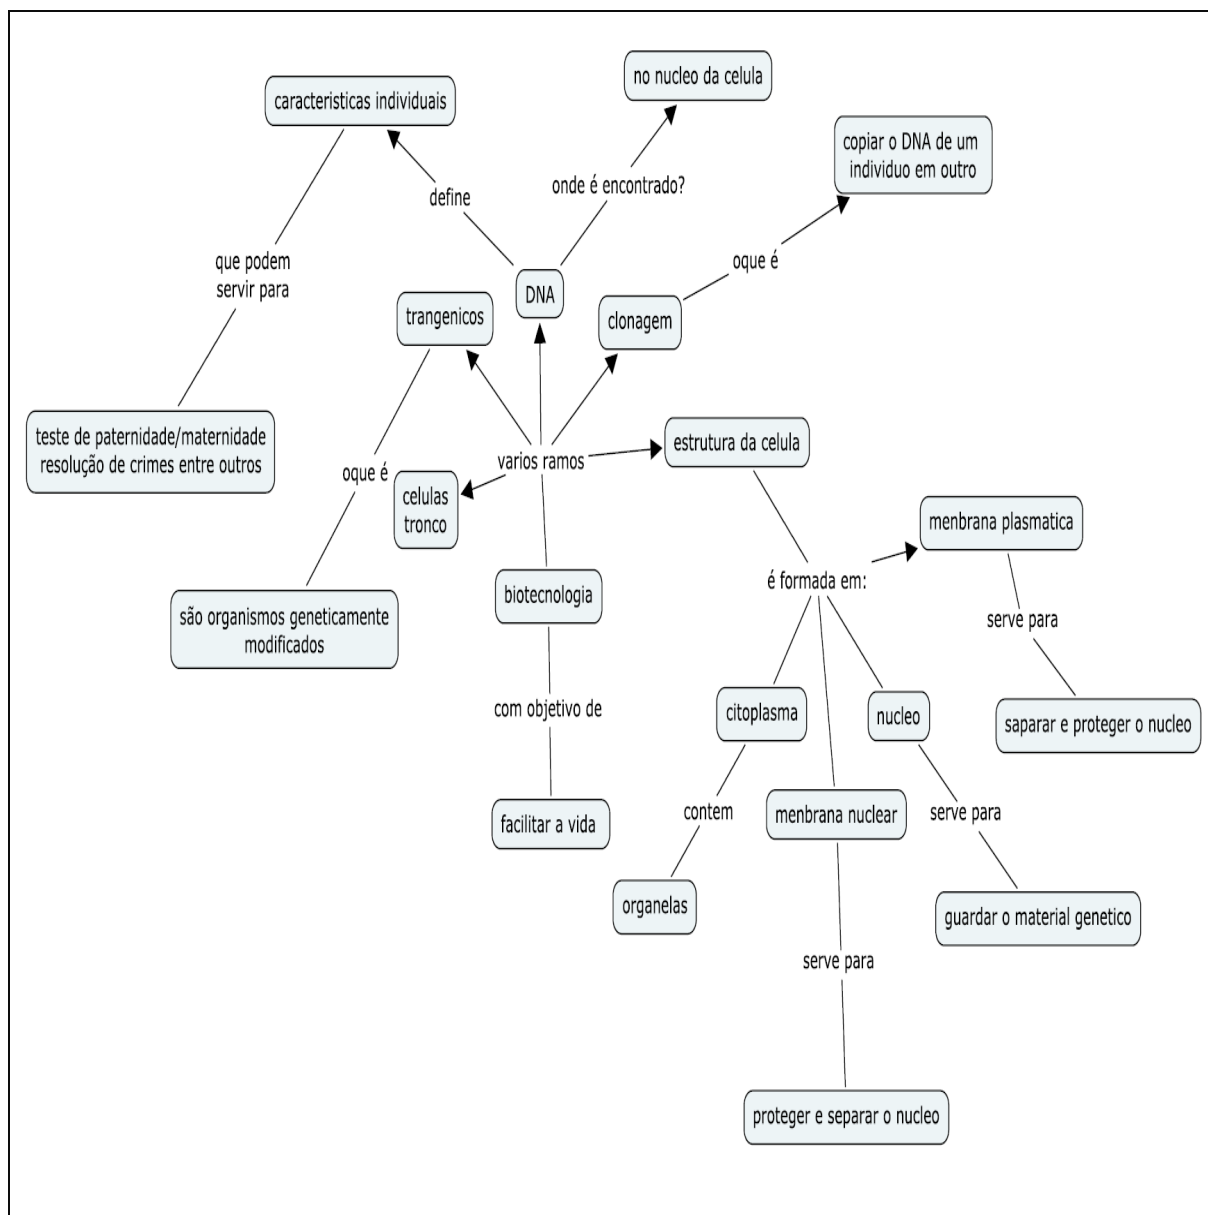 no nucleo da celula
caracteristicas individuais
copiar o DNA de um
individuo em outro
onde é encontrado?
define
que podem
servir para
oque é
DNA
trangenicos
clonagem
teste de paternidade/maternidade
resolução de crimes entre outros
estrutura da celula
varios ramos
oque é
celulas
tronco
menbrana plasmatica
é formada em:
biotecnologia
são organismos geneticamente
modificados
serve para
com objetivo de
citoplasma
nucleo
saparar e proteger o nucleo
contem
menbrana nuclear
serve para
facilitar a vida
organelas
guardar o material genetico
serve para
proteger e separar o nucleo